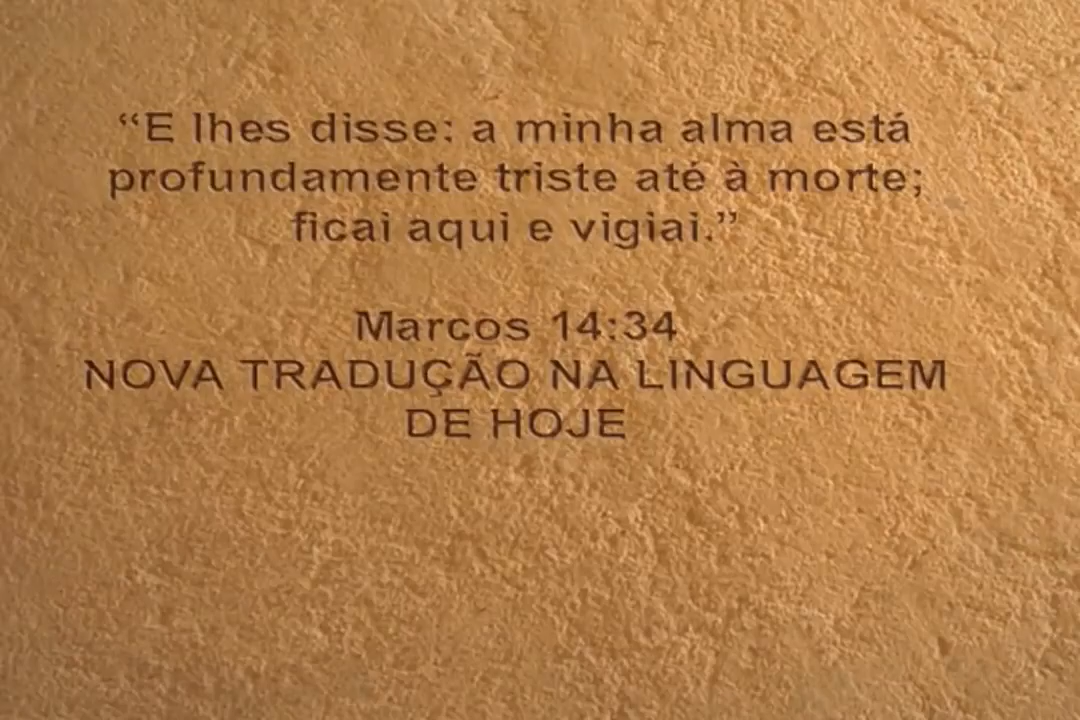 “E lhes disse: a minha alma está
profundamente triste até à morte;
ficai aqui e vigiai.”
Marcos 14:34
NOVA TRADUÇÃO NA LINGUAGEM
DE HOJE